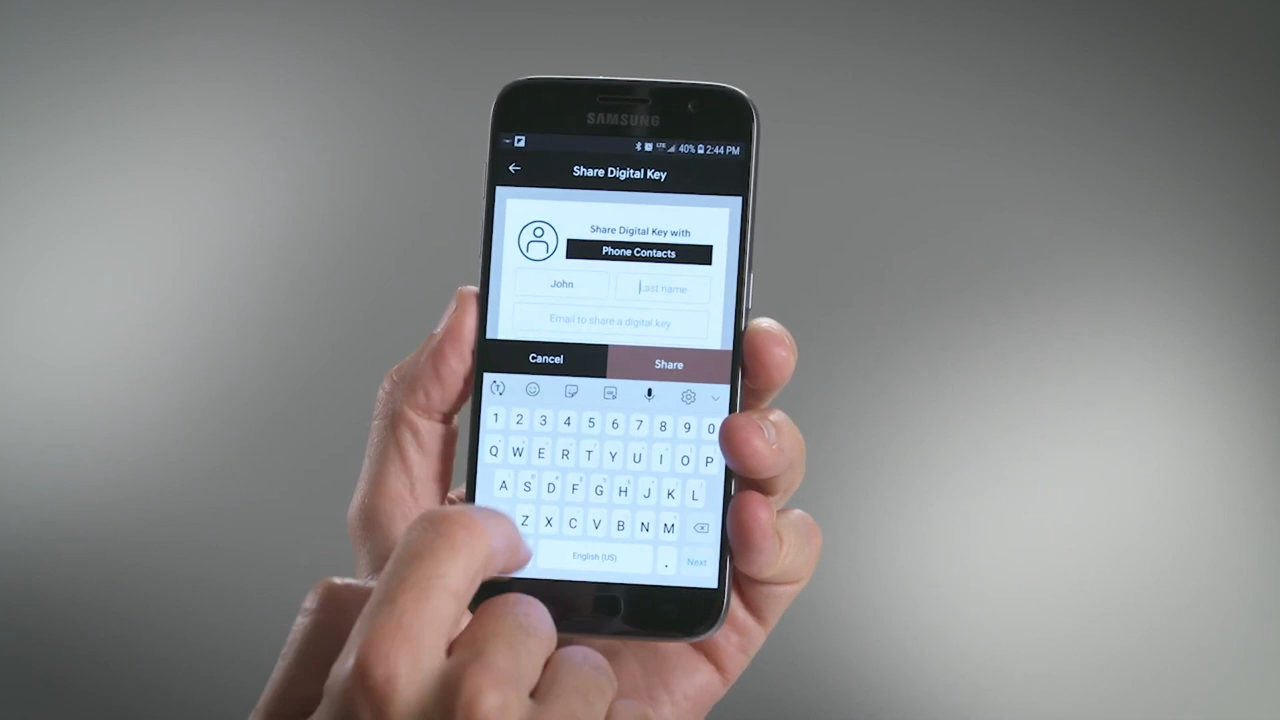 SAMSUNG
LTE 40% 2:44 PM
Share Digital Key
Share Digital Key with
Phone Contacts
John Last name
Email to share a digital key
Cancel Share
1 2 3 4 5 6 7 8 9 0
Q W E R T Y U I O P
A S D F G H J K L
Z X C V B N M
English (US) . Next